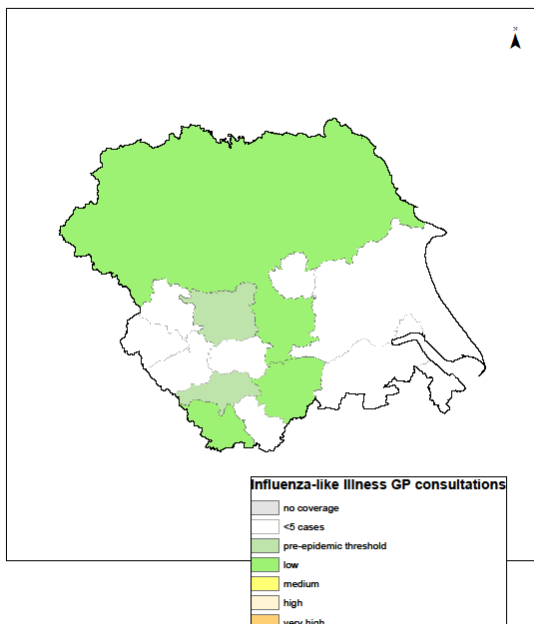 N
Influenza-like Illness GP consultations
no coverage
<5 cases
pre-epidemic threshold
low
medium
high
very high